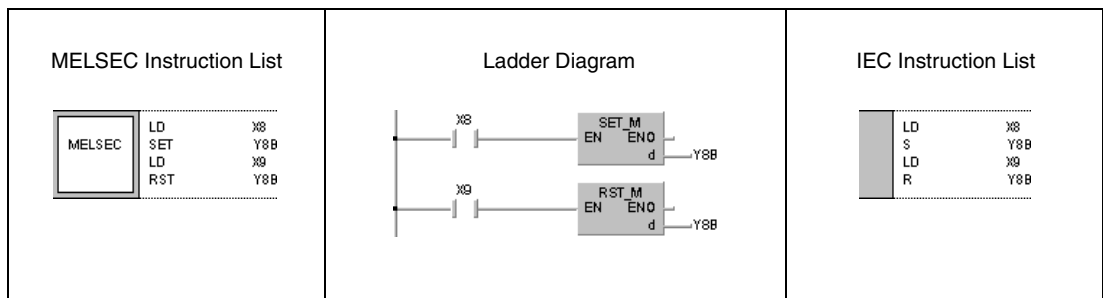 MELSEC Instruction List
MELSEC
LD X8
SET Y8B
LD X9
RST Y8B
Ladder Diagram
X8
SET_M
EN ENO
d Y8B
X9
RST_M
EN ENO
d Y8B
IEC Instruction List
LD X8
S Y8B
LD X9
R Y8B